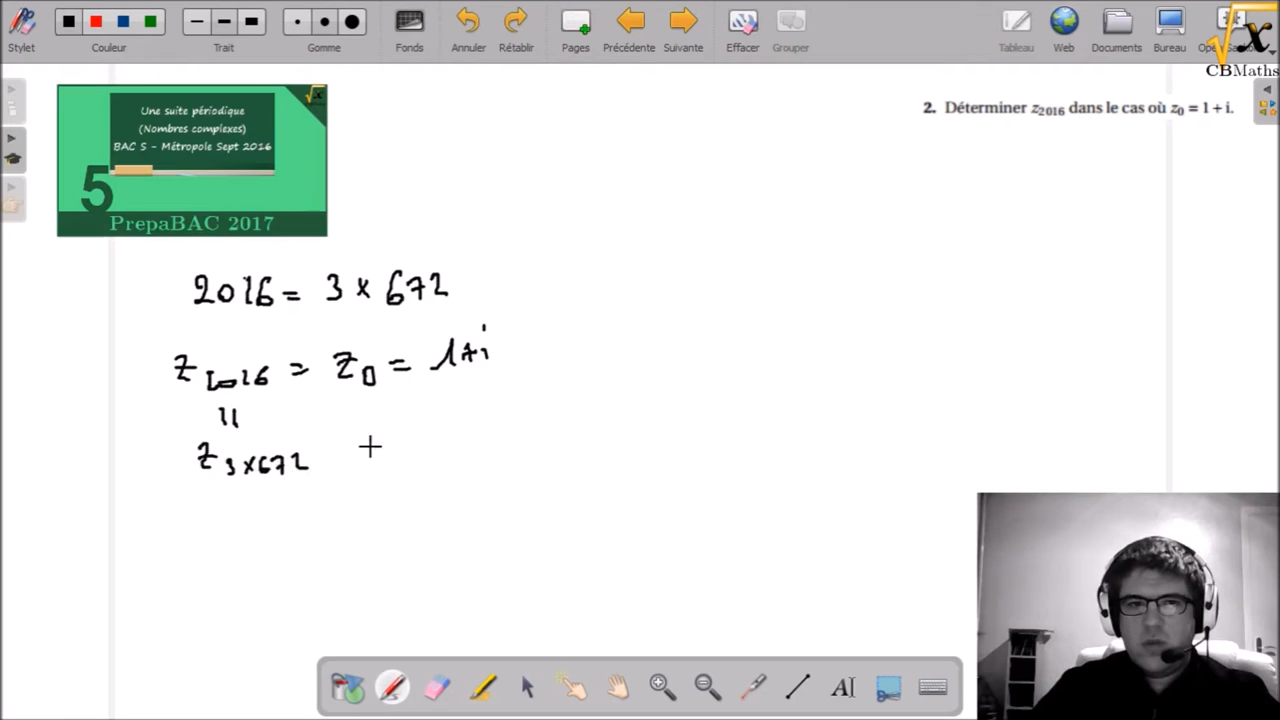 Stylet
Couleur
Trait
Gomme
Fonds
Annuler
Rétablir
Pages
Précédente
Suivante
Effacer
Grouper
Tableau
Web
Documents
Bureau
√x
CBMaths
Une suite périodique
(Nombres complexes)
BAC S - Métropole Sept 2016
5
PrepaBAC 2017
2. Déterminer z2016 dans le cas où z0 = 1 + i.
2016 = 3 × 672
z2016 = z0 = 1+i
z3×672
AI